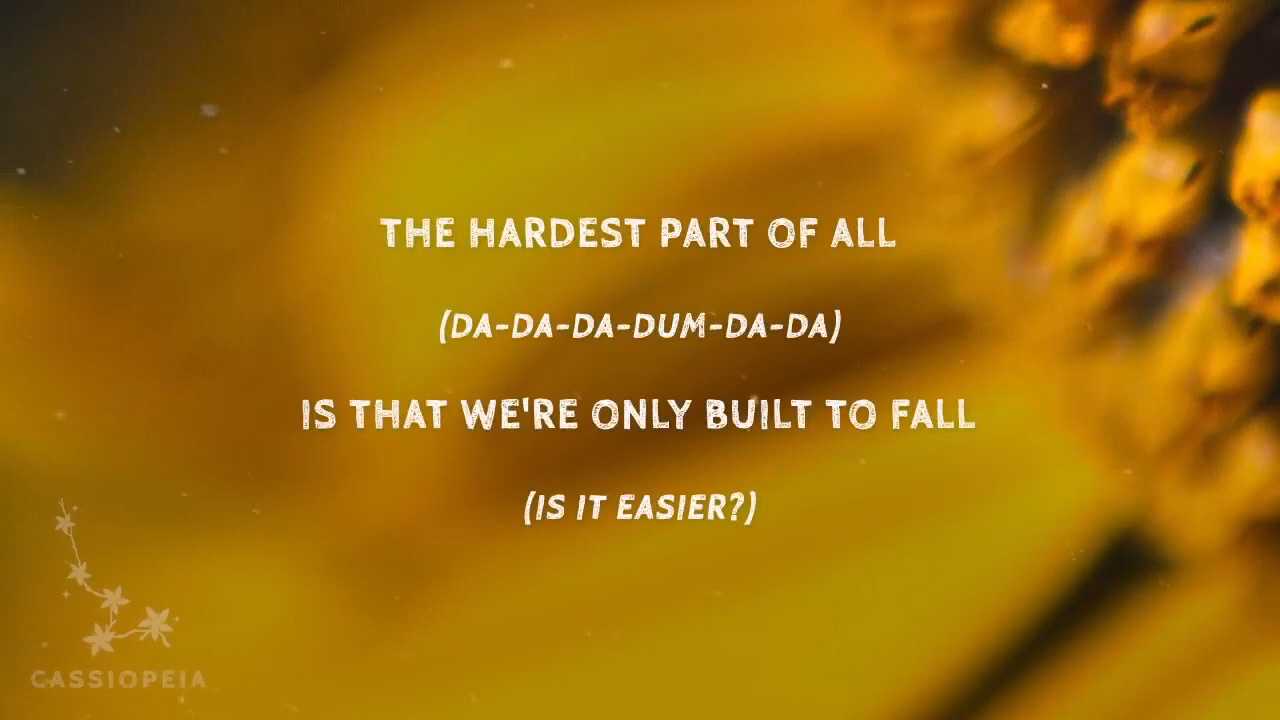 THE HARDEST PART OF ALL
(DA-DA-DA-DUM-DA-DA)
IS THAT WE'RE ONLY BUILT TO FALL
(IS IT EASIER?)
CASSIOPEIA